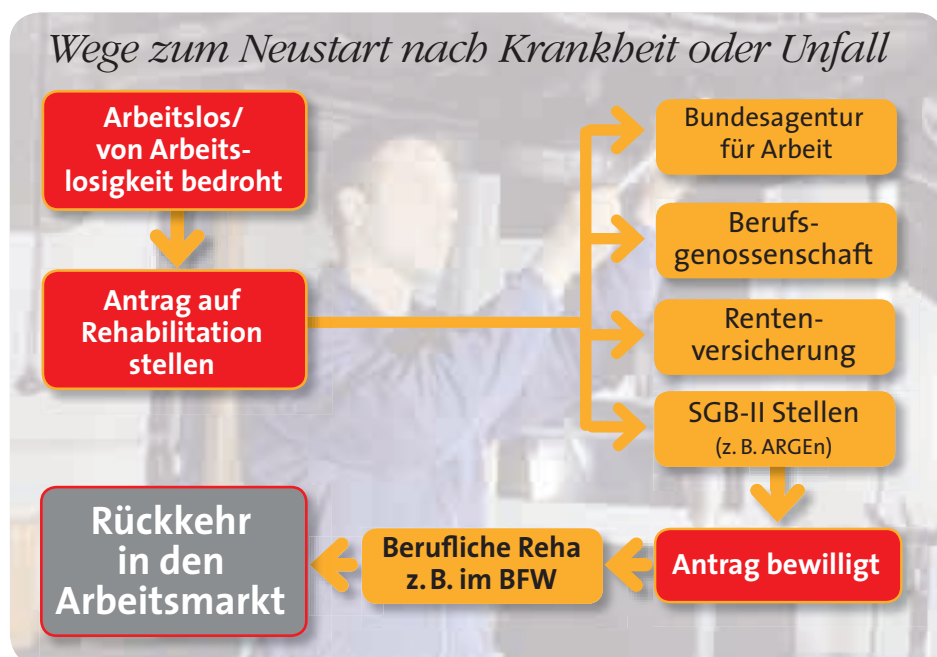 Wege zum Neustart nach Krankheit oder Unfall
Arbeitslos/
von Arbeits-
losigkeit bedroht
Antrag auf
Rehabilitation
stellen
Bundesagentur
für Arbeit
Berufs-
genossenschaft
Renten-
versicherung
SGB-II Stellen
(z. B. ARGEn)
Antrag bewilligt
Berufliche Reha
z. B. im BFW
Rückkehr
in den
Arbeitsmarkt